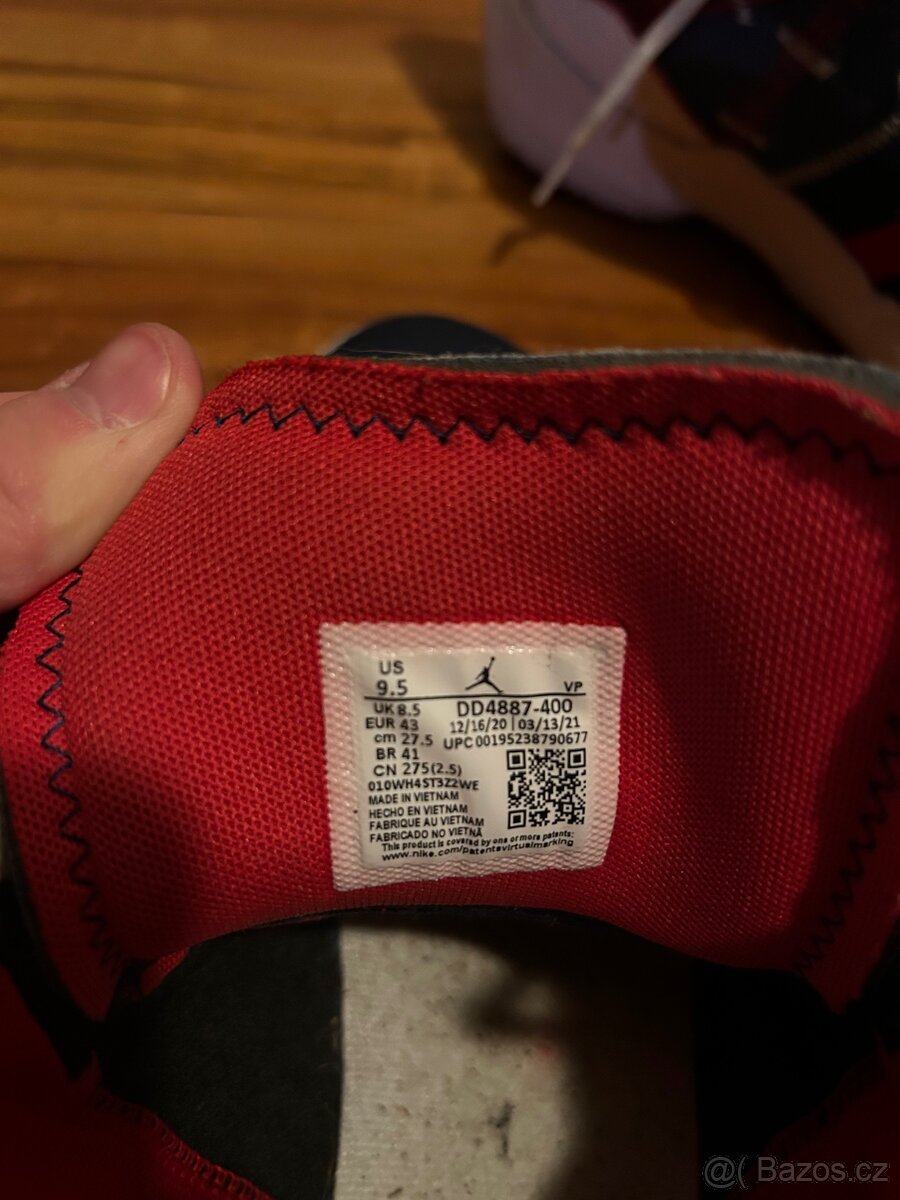 US
9.5
VP
UK 8.5 DD4887-400
EUR 43 12/16/20 | 03/13/21
cm 27.5 UPC 00195238790677
BR 41
CN 275(2.5)
010WH4ST3Z2WE
MADE IN VIETNAM
HECHO EN VIETNAM
FABRIQUE AU VIETNAM
FABRICADO NO VIETNÃ
This product is covered by one or more patents:
www.nike.com/patentsvirtualmarking
@( Bazos.cz